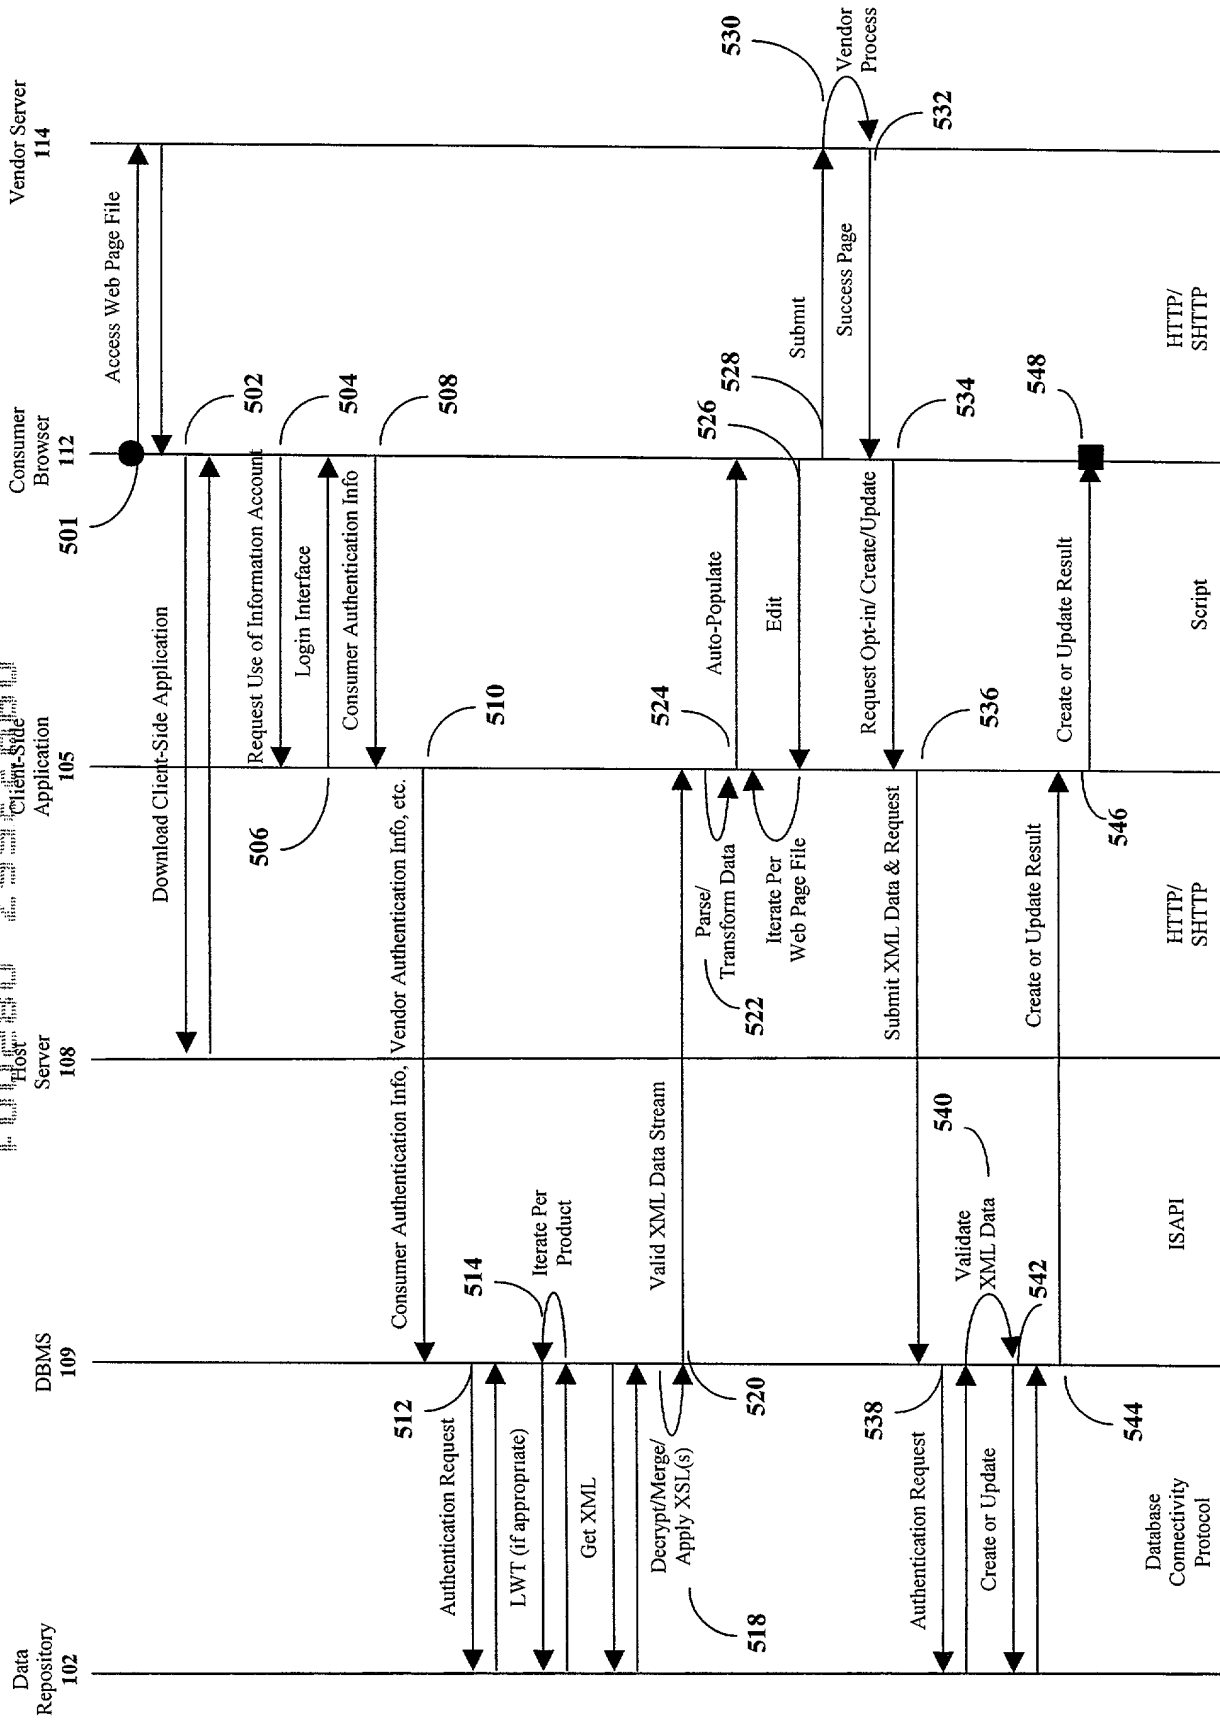 Data
Repository
102
DBMS
109
Host
Server
108
Client-Side
Application
105
Consumer
Browser
112
Vendor Server
114
501
Access Web Page File
Download Client-Side Application
502
Request Use of Information Account
504
Login Interface
506
Consumer Authentication Info
508
Consumer Authentication Info, Vendor Authentication Info, etc.
510
Authentication Request
512
LWT (if appropriate)
514
Iterate Per
Product
Get XML
Decrypt/Merge/
Apply XSL(s)
518
Valid XML Data Stream
520
Parse/
Transform Data
522
Auto-Populate
524
Iterate Per
Web Page File
Edit
526
Submit
528
Vendor
Process
530
Success Page
532
Request Opt-in/ Create/Update
534
Submit XML Data & Request
536
Authentication Request
538
Validate
XML Data
540
Create or Update
542
Create or Update Result
544
Create or Update Result
546
548
Database
Connectivity
Protocol
ISAPI
HTTP/
SHTTP
Script
HTTP/
SHTTP